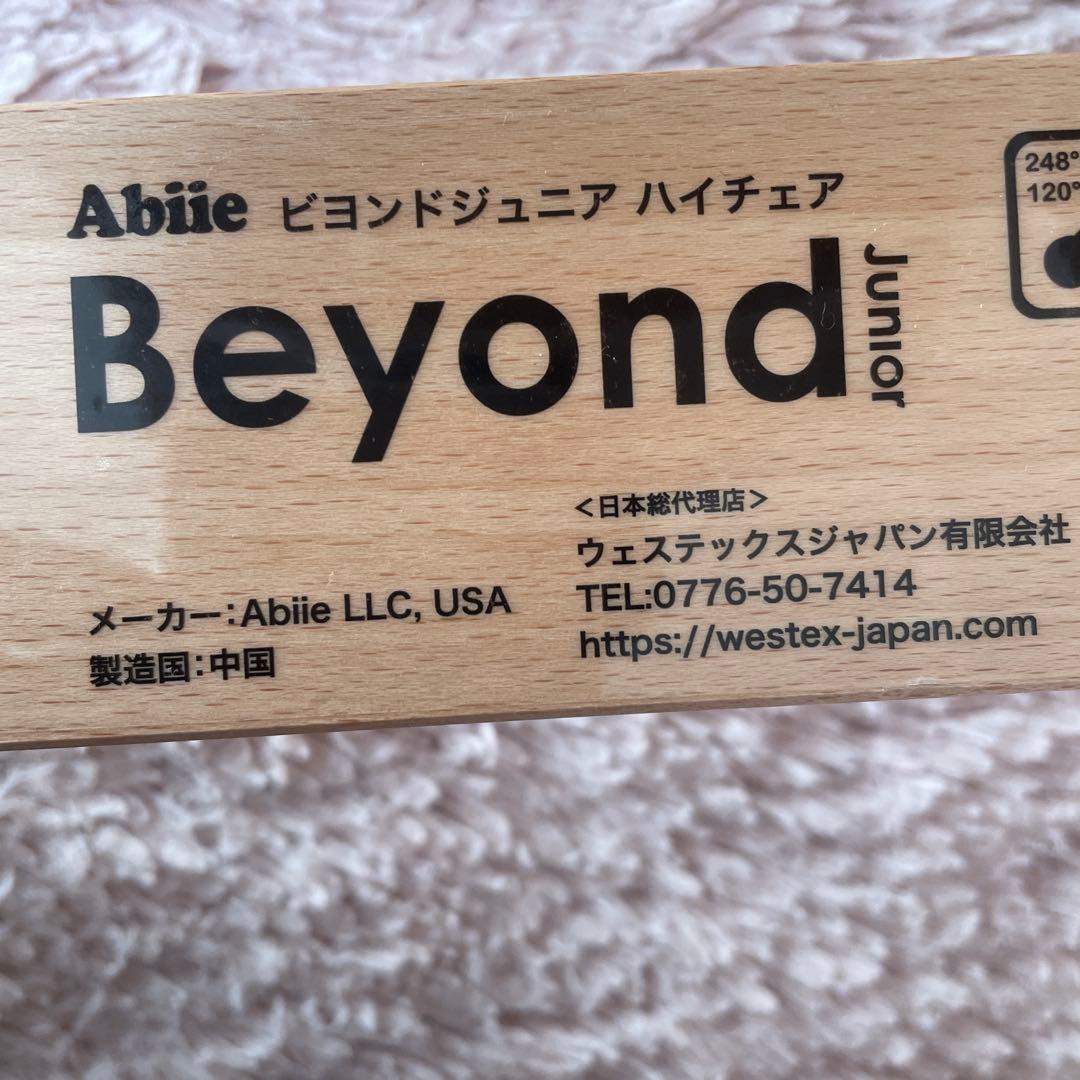 Abiie ビヨンドジュニア ハイチェア
Beyond Junior
248°
120°
<日本総代理店>
ウェステックスジャパン有限会社
TEL:0776-50-7414
https://westex-japan.com
メーカー:Abiie LLC, USA
製造国:中国